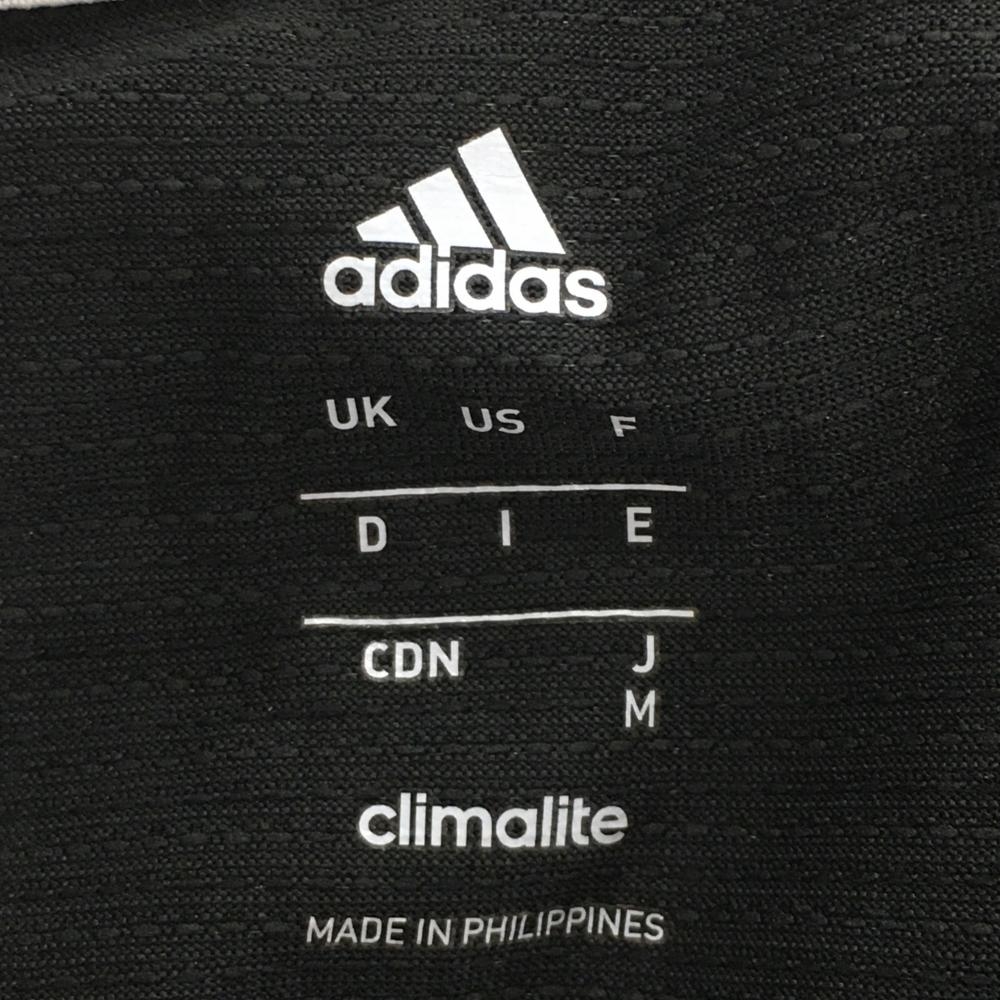 adidas
UK US F
D I E
CDN J
M
climalite
MADE IN PHILIPPINES